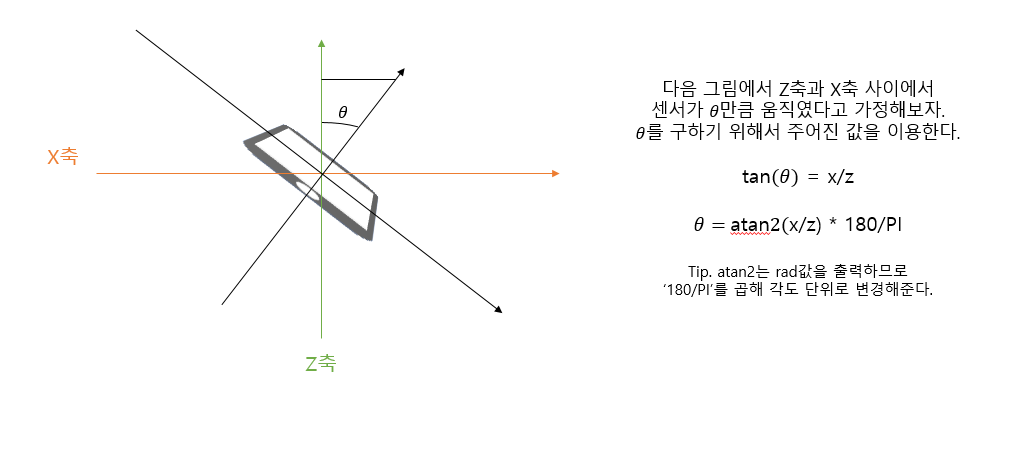 θ
X축
Z축
다음 그림에서 Z축과 X축 사이에서
센서가 θ만큼 움직였다고 가정해보자.
θ를 구하기 위해서 주어진 값을 이용한다.
tan(θ) = x/z
θ = atan2(x/z) * 180/PI
Tip. atan2는 rad값을 출력하므로
‘180/PI’를 곱해 각도 단위로 변경해준다.